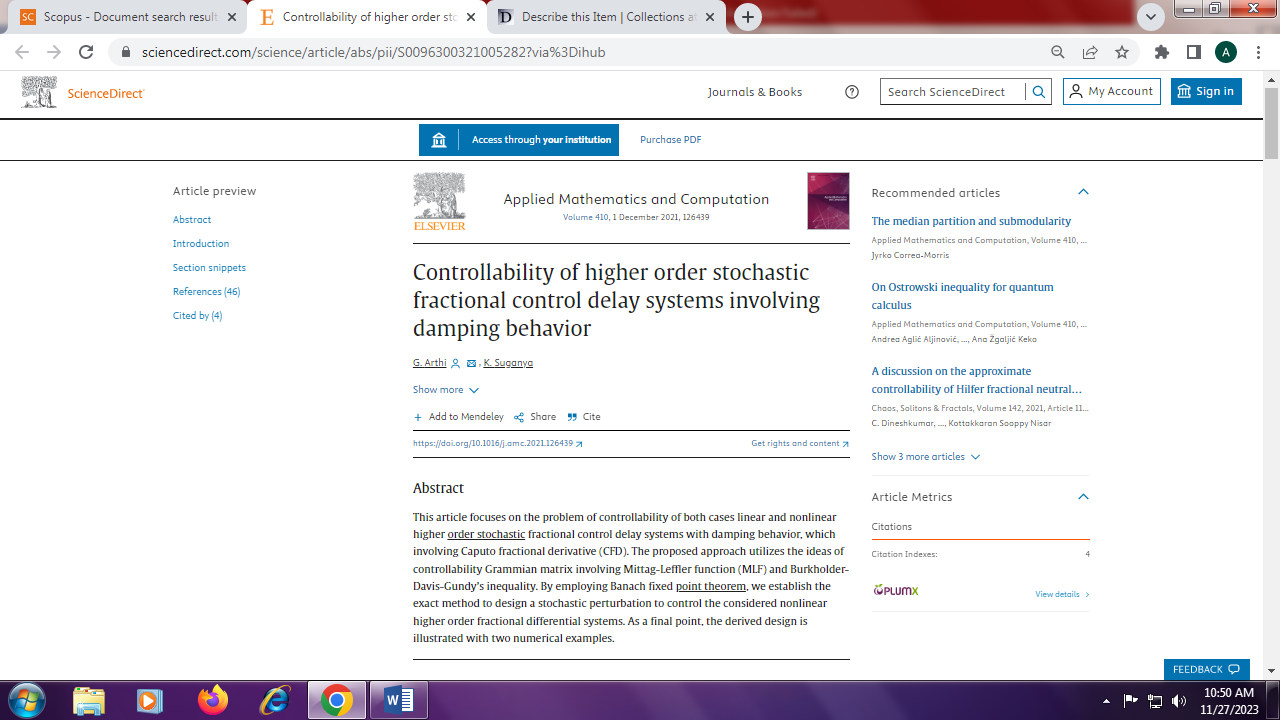 Scopus - Document search result
Controllability of higher order sto
Describe this Item | Collections a
sciencedirect.com/science/article/abs/pii/S0096300321005282?via%3Dihub
A
ScienceDirect
Journals & Books
Search ScienceDirect
My Account
Sign in
Access through your institution
Purchase PDF
Article preview
Abstract
Introduction
Section snippets
References (46)
Cited by (4)
ELSEVIER
Applied Mathematics and Computation
Volume 410, 1 December 2021, 126439
Controllability of higher order stochastic
fractional control delay systems involving
damping behavior
G. Arthi , K. Suganya
Show more
Add to Mendeley
Share
Cite
https://doi.org/10.1016/j.amc.2021.126439
Get rights and content
Abstract
This article focuses on the problem of controllability of both cases linear and nonlinear
higher order stochastic fractional control delay systems with damping behavior, which
involving Caputo fractional derivative (CFD). The proposed approach utilizes the ideas of
controllability Grammian matrix involving Mittag-Leffler function (MLF) and Burkholder-
Davis-Gundy's inequality. By employing Banach fixed point theorem, we establish the
exact method to design a stochastic perturbation to control the considered nonlinear
higher order fractional differential systems. As a final point, the derived design is
illustrated with two numerical examples.
Recommended articles
The median partition and submodularity
Applied Mathematics and Computation, Volume 410, ...
Jyrko Correa-Morris
On Ostrowski inequality for quantum
calculus
Applied Mathematics and Computation, Volume 410, ...
Andrea Aglić Aljinović, ..., Ana Žgaljić Keko
A discussion on the approximate
controllability of Hilfer fractional neutral...
Chaos, Solitons & Fractals, Volume 142, 2021, Article 11...
C. Dineshkumar, ..., Kottakkaran Sooppy Nisar
Show 3 more articles
Article Metrics
Citations
Citation Indexes:
4
PLUMX
View details
FEEDBACK
10:50 AM
11/27/2023